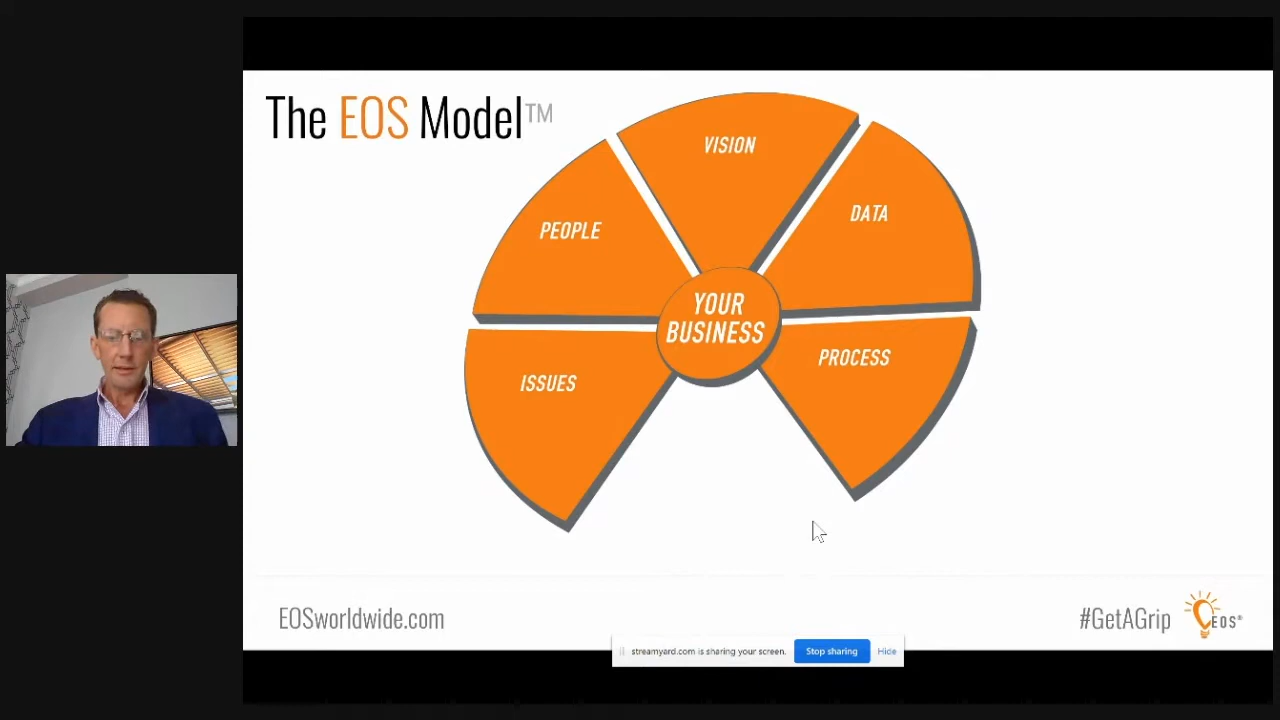 The EOS Model™
VISION
DATA
PEOPLE
YOUR
BUSINESS
PROCESS
ISSUES
EOSworldwide.com
#GetAGrip
EOS®
streamyard.com is sharing your screen.
Stop sharing
Hide